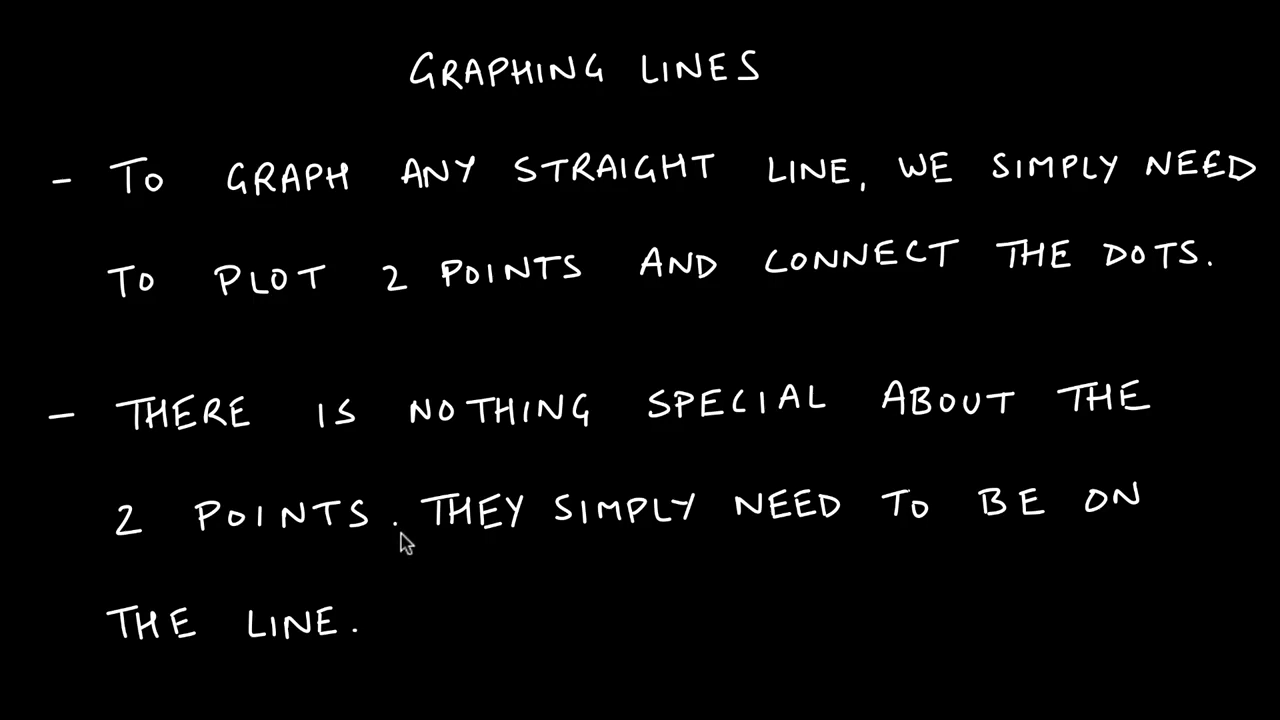 GRAPHING LINES
- TO GRAPH ANY STRAIGHT LINE, WE SIMPLY NEED
TO PLOT 2 POINTS AND CONNECT THE DOTS.
- THERE IS NOTHING SPECIAL ABOUT THE
2 POINTS. THEY SIMPLY NEED TO BE ON
THE LINE.